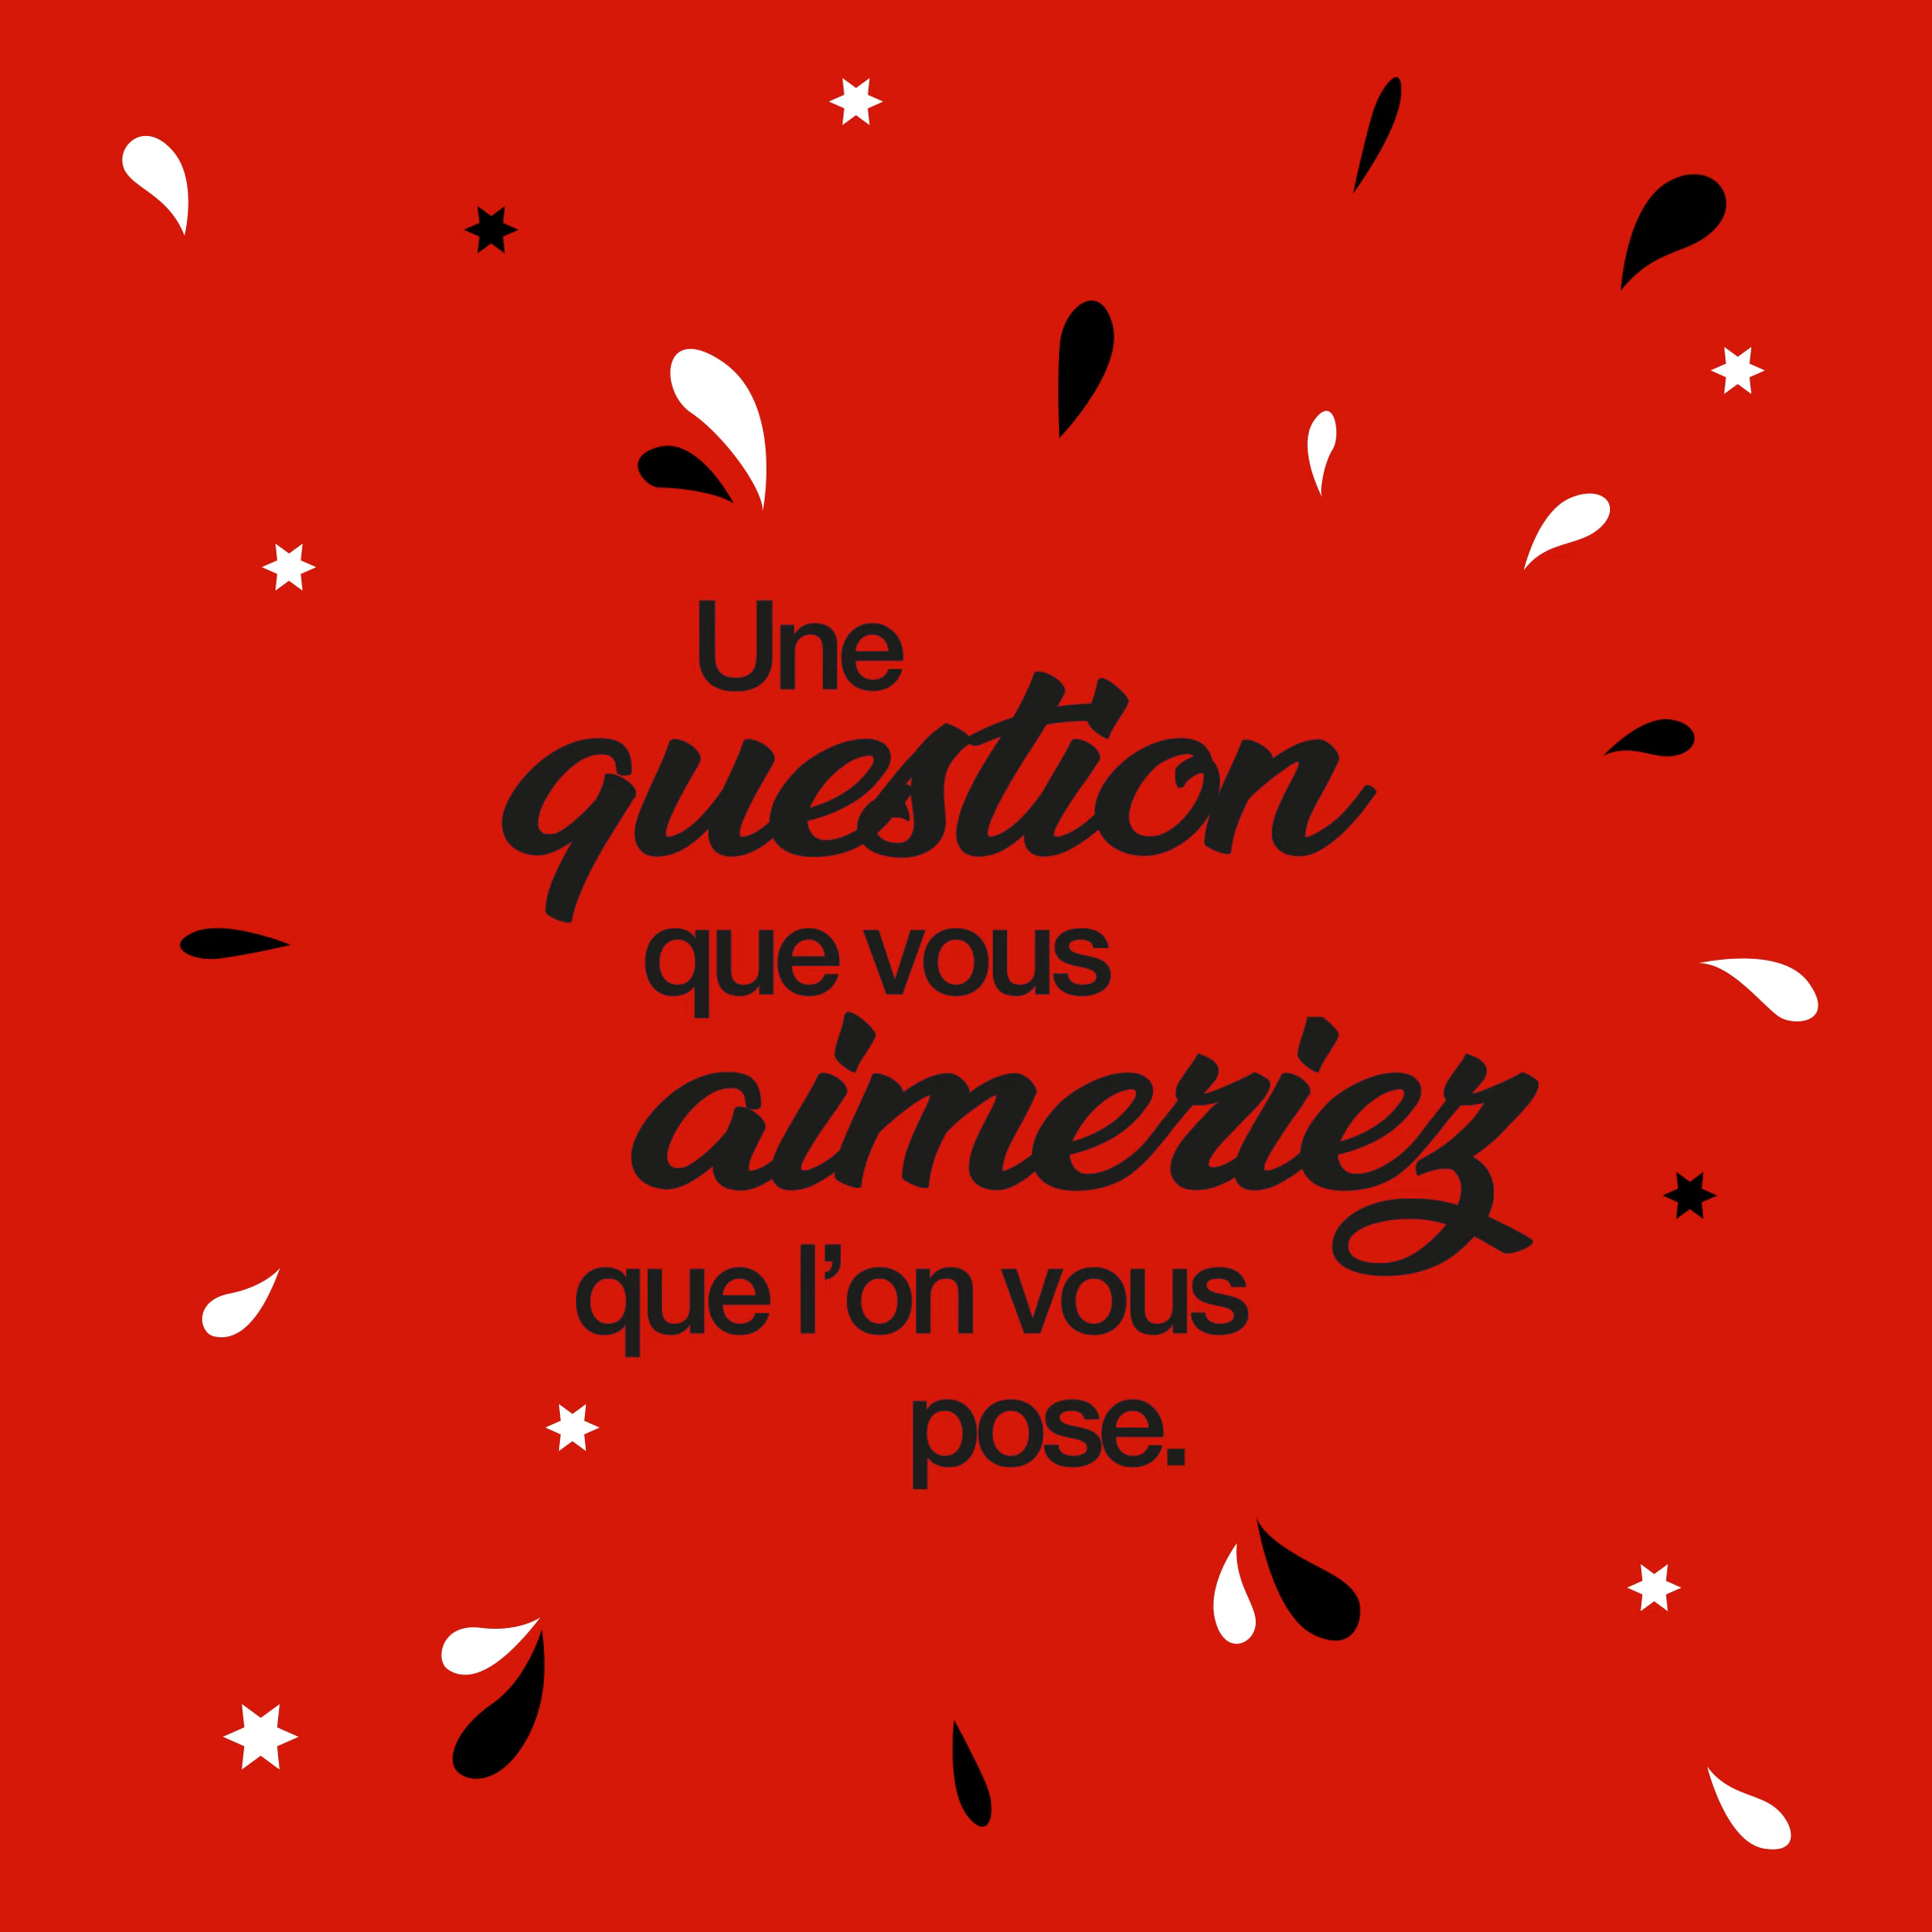 Une
question
que vous
aimeriez
que l'on vous
pose.